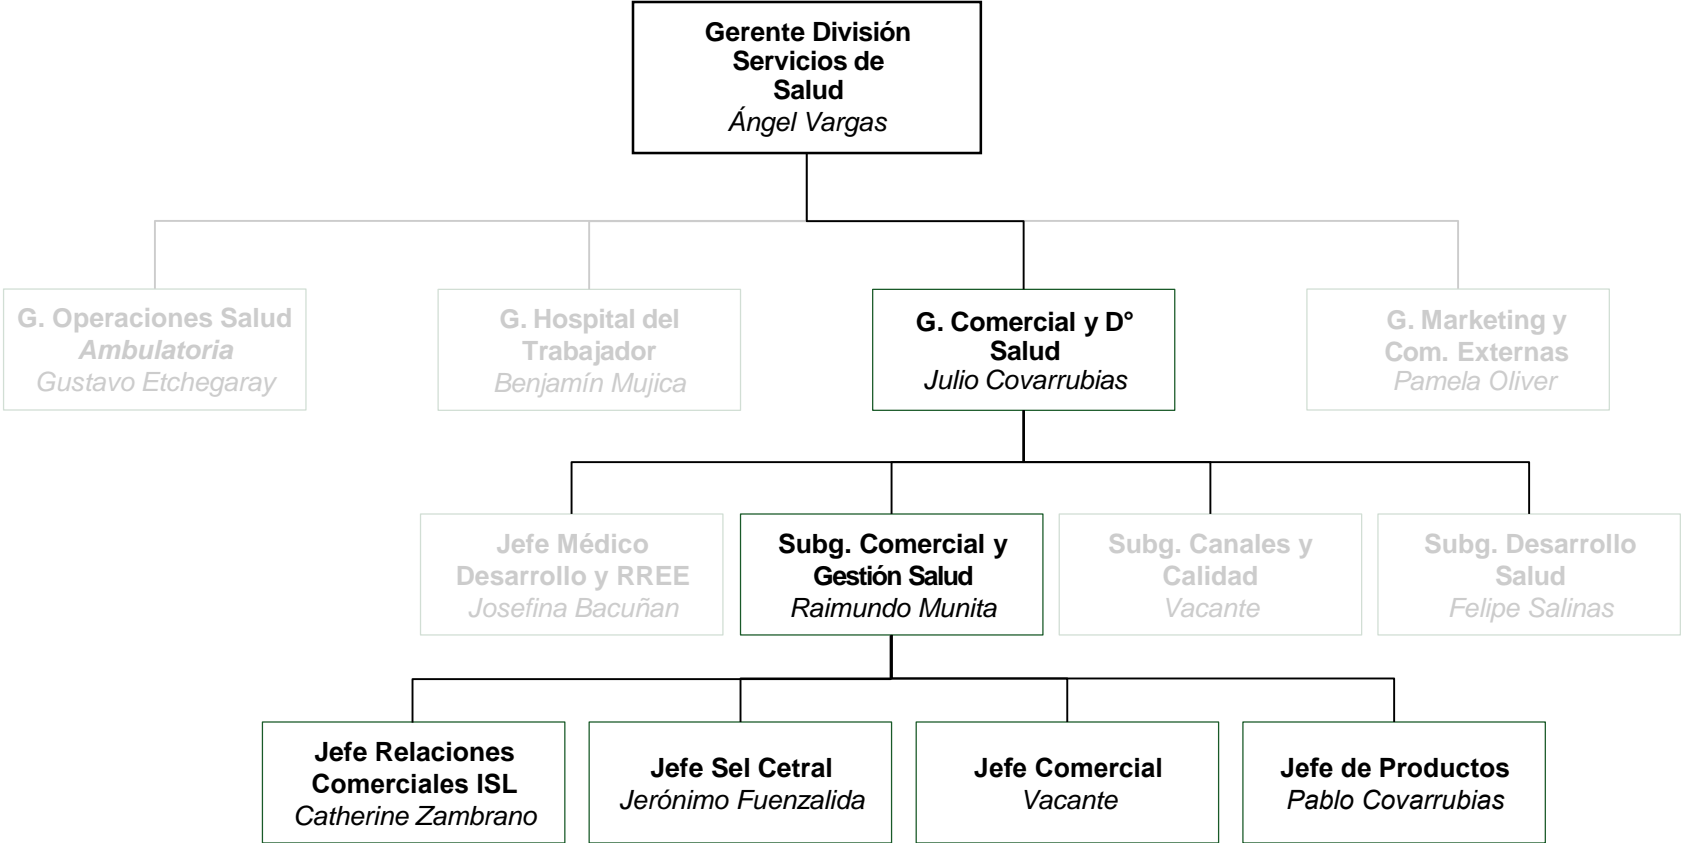 Gerente División
Servicios de
Salud
Ángel Vargas
G. Operaciones Salud
Ambulatoria
Gustavo Etchegaray
G. Hospital del
Trabajador
Benjamín Mujica
G. Comercial y D°
Salud
Julio Covarrubias
G. Marketing y
Com. Externas
Pamela Oliver
Jefe Médico
Desarrollo y RREE
Josefina Bacuñan
Subg. Comercial y
Gestión Salud
Raimundo Munita
Subg. Canales y
Calidad
Vacante
Subg. Desarrollo
Salud
Felipe Salinas
Jefe Relaciones
Comerciales ISL
Catherine Zambrano
Jefe Sel Cetral
Jerónimo Fuenzalida
Jefe Comercial
Vacante
Jefe de Productos
Pablo Covarrubias